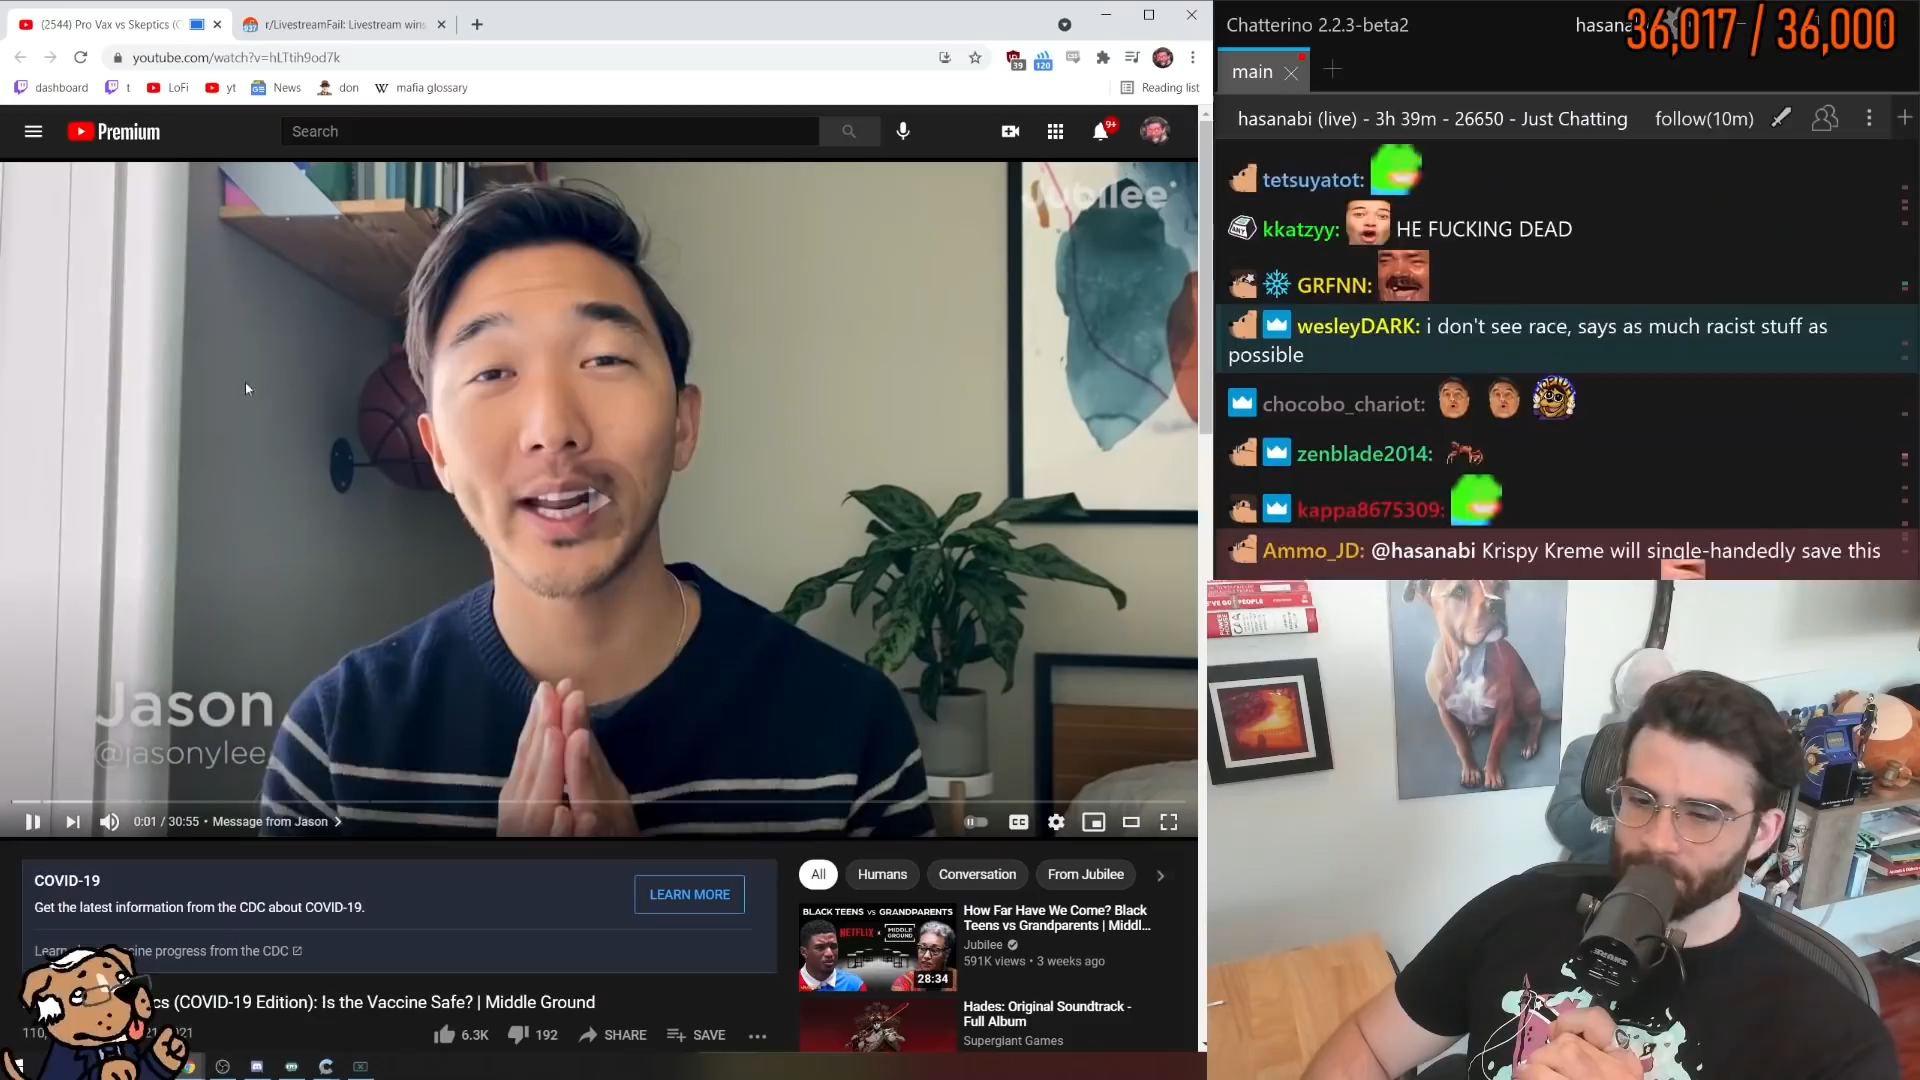 (2544) Pro Vax vs Skeptics (C
r/LivestreamFail: Livestream wins
youtube.com/watch?v=hLTtih9od7k
39
120
dashboard
t
LoFi
yt
News
don
mafia glossary
Reading list
Premium
Search
9+
Jubilee
Jason
@jasonylee
0:01 / 30:55 • Message from Jason
CC
COVID-19
Get the latest information from the CDC about COVID-19.
LEARN MORE
cine progress from the CDC
cs (COVID-19 Edition): Is the Vaccine Safe? | Middle Ground
6.3K
192
SHARE
SAVE
All
Humans
Conversation
From Jubilee
BLACK TEENS VS GRANDPARENTS
NETFLIX
MIDDLE GROUND
28:34
How Far Have We Come? Black
Teens vs Grandparents | Middl...
Jubilee
591K views • 3 weeks ago
Hades: Original Soundtrack -
Full Album
Supergiant Games
Chatterino 2.2.3-beta2
hasana
36,017 / 36,000
main
hasanabi (live) - 3h 39m - 26650 - Just Chatting
follow(10m)
tetsuyatot:
kkatzyy: HE FUCKING DEAD
GRFNN:
wesleyDARK: i don't see race, says as much racist stuff as
possible
chocobo_chariot:
zenblade2014:
kappa8675309:
Ammo_JD: @hasanabi Krispy Kreme will single-handedly save this